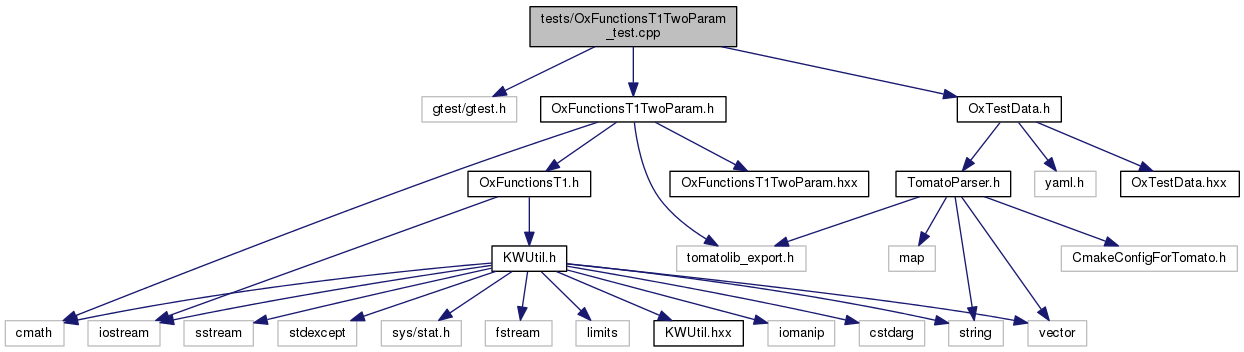 tests/OxFunctionsT1TwoParam
_test.cpp
gtest/gtest.h
OxFunctionsT1TwoParam.h
OxTestData.h
OxFunctionsT1.h
OxFunctionsT1TwoParam.hxx
TomatoParser.h
yaml.h
OxTestData.hxx
KWUtil.h
tomatolib_export.h
map
CmakeConfigForTomato.h
cmath
iostream
sstream
stdexcept
sys/stat.h
fstream
limits
KWUtil.hxx
iomanip
cstdarg
string
vector